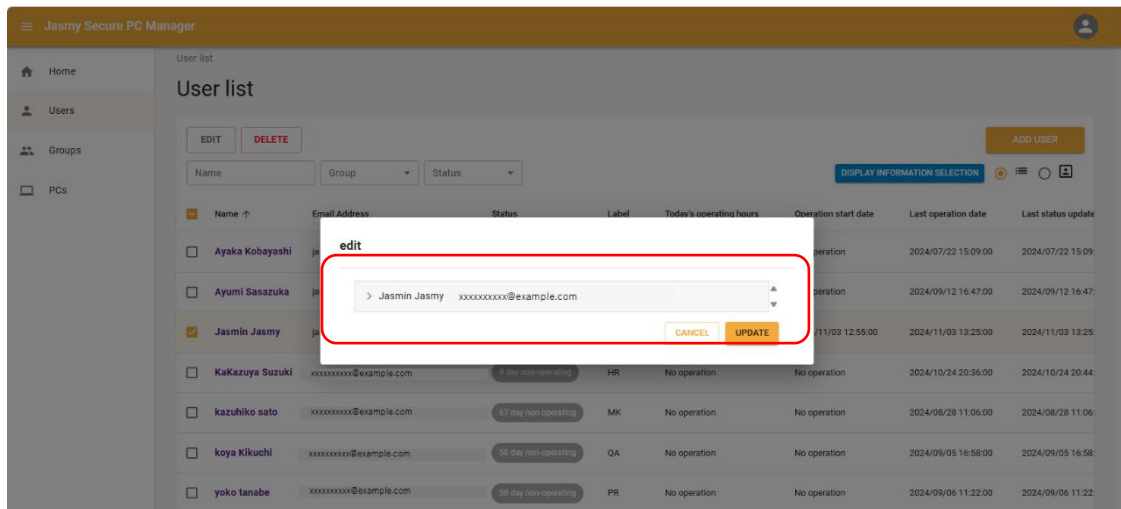 Jasmy Secure PC Manager
Home
Users
Groups
PCs
User list
User list
EDIT DELETE ADD USER
Name Group Status DISPLAY INFORMATION SELECTION
Name ↑ Email Address Status Label Today's operating hours Operation start date Last operation date Last status update
Ayaka Kobayashi ja peration 2024/07/22 15:09:00 2024/07/22 15:09:
Ayumi Sasazuka ja peration 2024/09/12 16:47:00 2024/09/12 16:47:
Jasmin Jasmy ja /11/03 12:55:00 2024/11/03 13:25:00 2024/11/03 13:25:
edit
> Jasmin Jasmy xxxxxxxxxx@example.com
CANCEL UPDATE
KaKazuya Suzuki xxxxxxxxxx@example.com 9 day non-operating HR No operation No operation 2024/10/24 20:36:00 2024/10/24 20:44:
kazuhiko sato xxxxxxxxxx@example.com 67 day non-operating MK No operation No operation 2024/08/28 11:06:00 2024/08/28 11:06:
koya Kikuchi xxxxxxxxxx@example.com 58 day non-operating QA No operation No operation 2024/09/05 16:58:00 2024/09/05 16:58:
yoko tanabe xxxxxxxxxx@example.com 58 day non-operating PR No operation No operation 2024/09/06 11:22:00 2024/09/06 11:22: